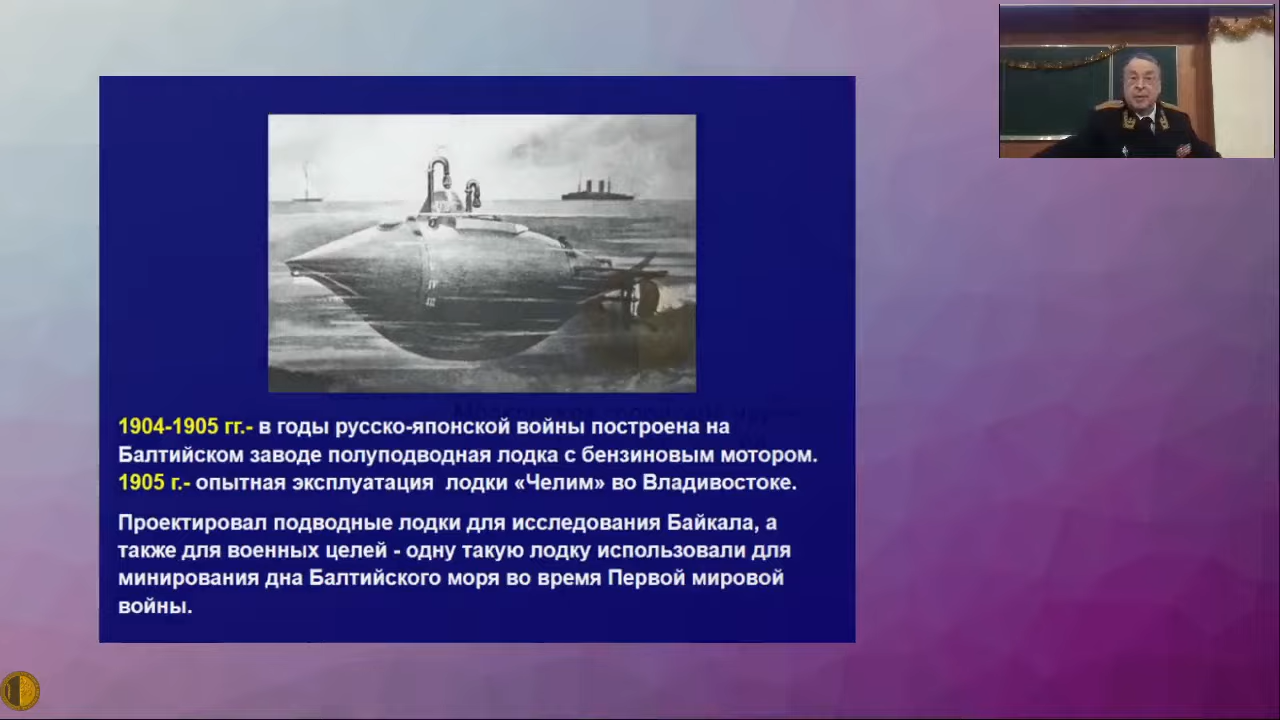 1904-1905 гг.- в годы русско-японской войны построена на
Балтийском заводе полуподводная лодка с бензиновым мотором.
1905 г.- опытная эксплуатация лодки «Челим» во Владивостоке.
Проектировал подводные лодки для исследования Байкала, а
также для военных целей - одну такую лодку использовали для
минирования дна Балтийского моря во время Первой мировой
войны.